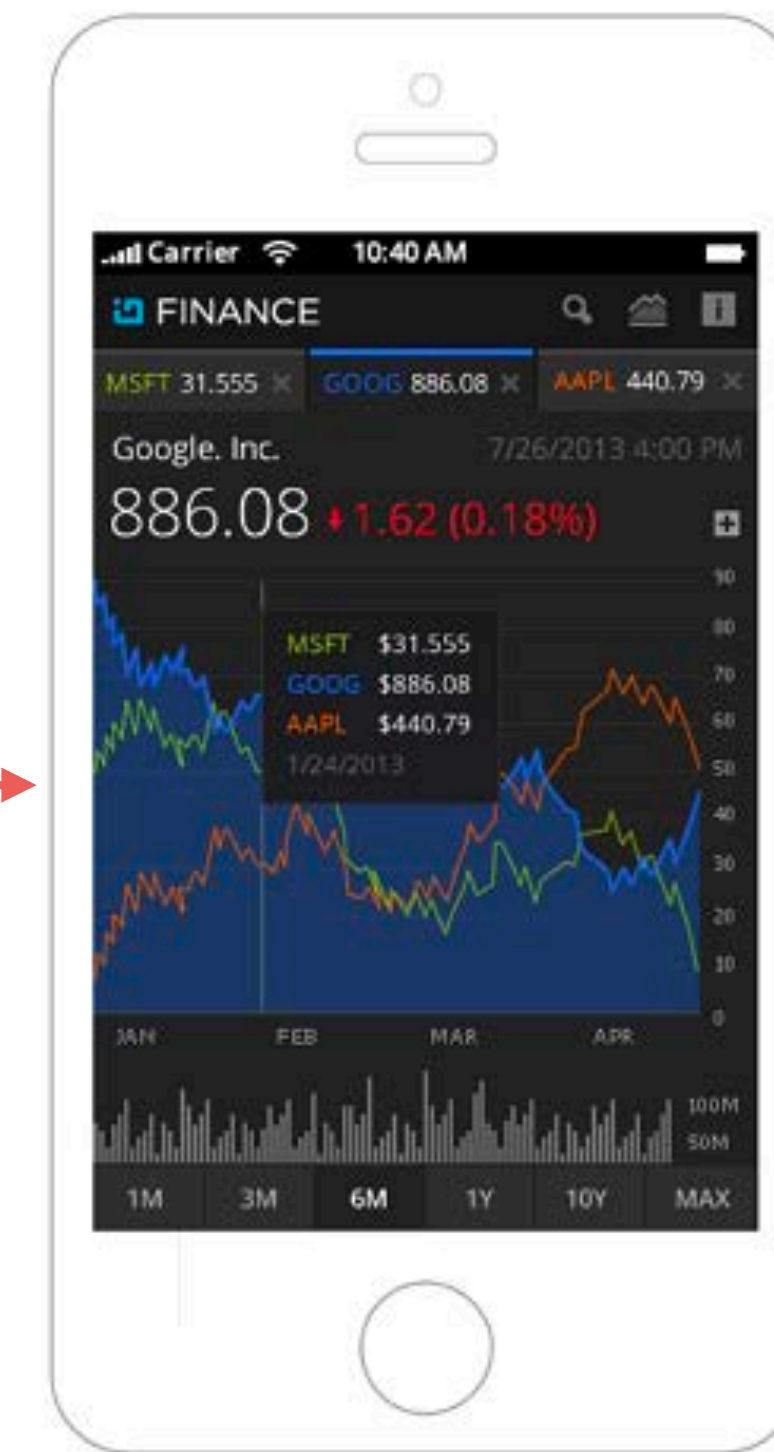 Carrier 10:40 AM
FINANCE i
MSFT 31.555 × GOOG 886.08 × AAPL 440.79 ×
Google. Inc. 7/26/2013 4:00 PM
886.08 1.62 (0.18%)
90
80
MSFT $31.555
GOOG $886.08
70
AAPL $440.79
60
1/24/2013
50
40
30
20
10
0
JAN FEB MAR APR
100M
50M
1M 3M 6M 1Y 10Y MAX